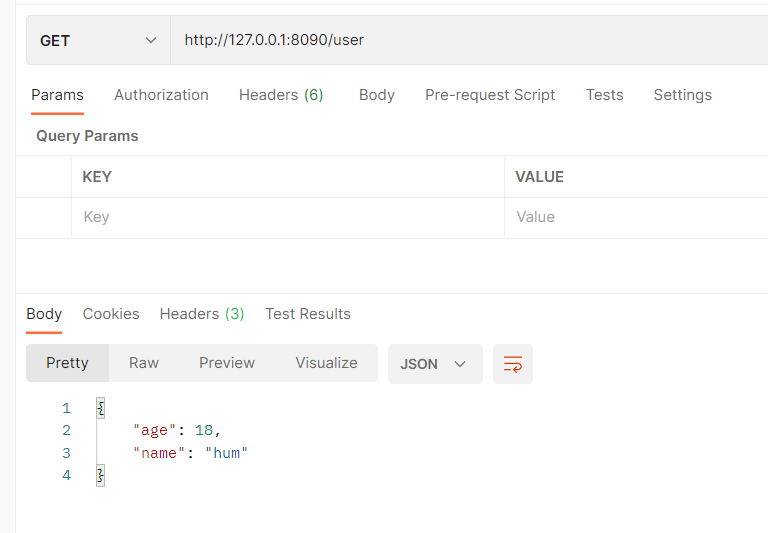 GET http://127.0.0.1:8090/user
Params Authorization Headers (6) Body Pre-request Script Tests Settings
Query Params
KEY VALUE
Key Value
Body Cookies Headers (3) Test Results
Pretty Raw Preview Visualize JSON
1 {
2 "age": 18,
3 "name": "hum"
4 }